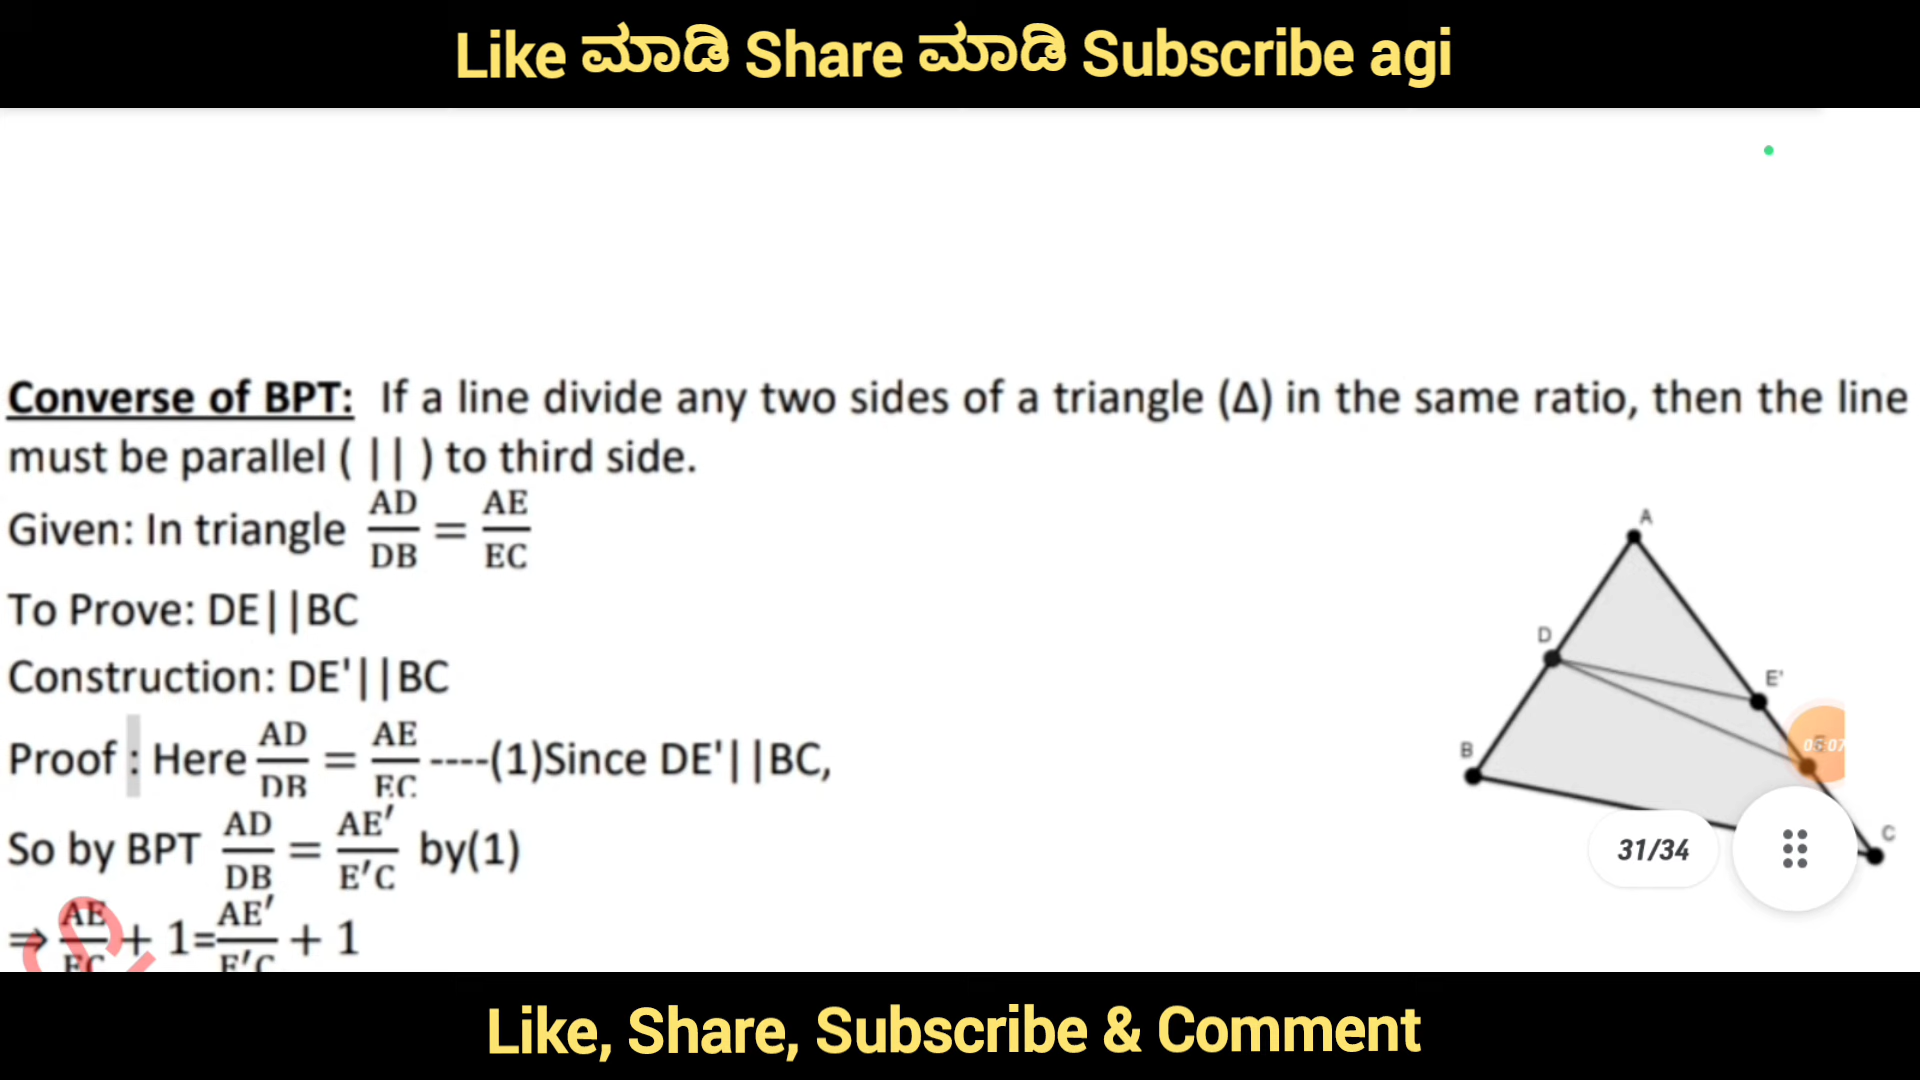 Like ಮಾಡಿ Share ಮಾಡಿ Subscribe agi
Converse of BPT: If a line divide any two sides of a triangle (Δ) in the same ratio, then the line
must be parallel ( || ) to third side.
Given: In triangle AD/DB = AE/EC
To Prove: DE||BC
Construction: DE'||BC
Proof : Here AD/DB = AE/EC ----(1)Since DE'||BC,
So by BPT AD/DB = AE′/E′C by(1)
⇒ AE/EC + 1= AE′/E′C + 1
A
D
E'
B
C
31/34
Like, Share, Subscribe & Comment